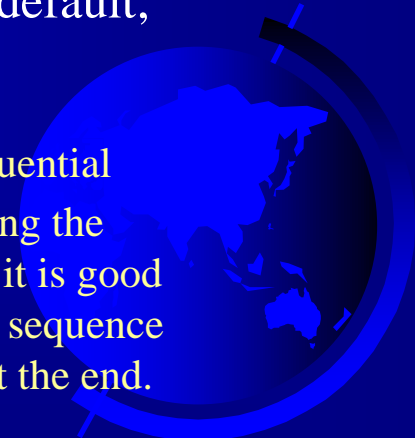 default,
uential
ng the
it is good
sequence
t the end.